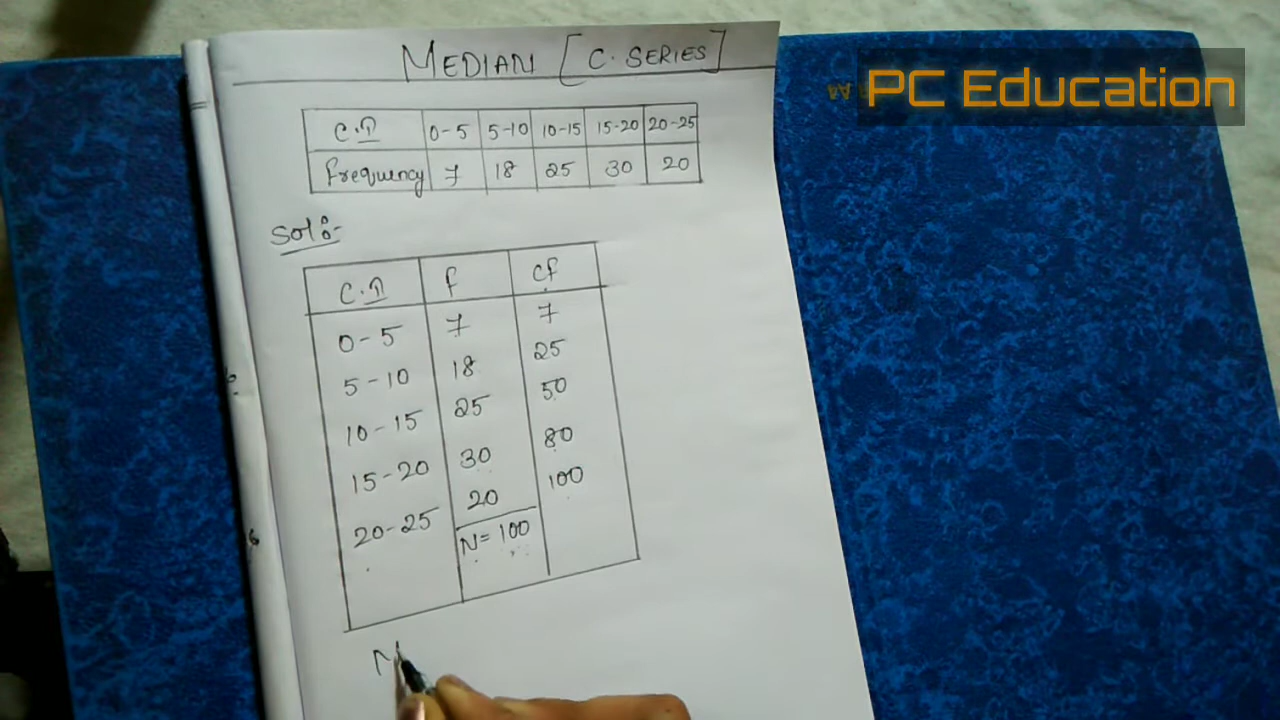 MEDIAN [C. SERIES]
PC Education
C.I 0-5 5-10 10-15 15-20 20-25
frequency 7 18 25 30 20
Sol:-
C.I f cf
0-5 7 7
5-10 18 25
10-15 25 50
15-20 30 80
20-25 20 100
N=100